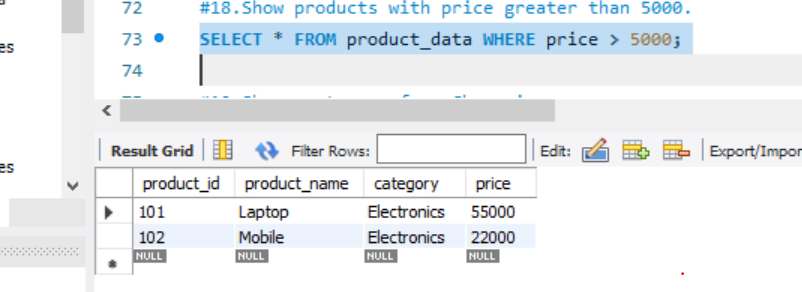 72 #18.Show products with price greater than 5000.
es
73 SELECT * FROM product_data WHERE price > 5000;
74
Result Grid Filter Rows: Edit: Export/Impor
es
product_id product_name category price
101 Laptop Electronics 55000
102 Mobile Electronics 22000
NULL NULL NULL NULL